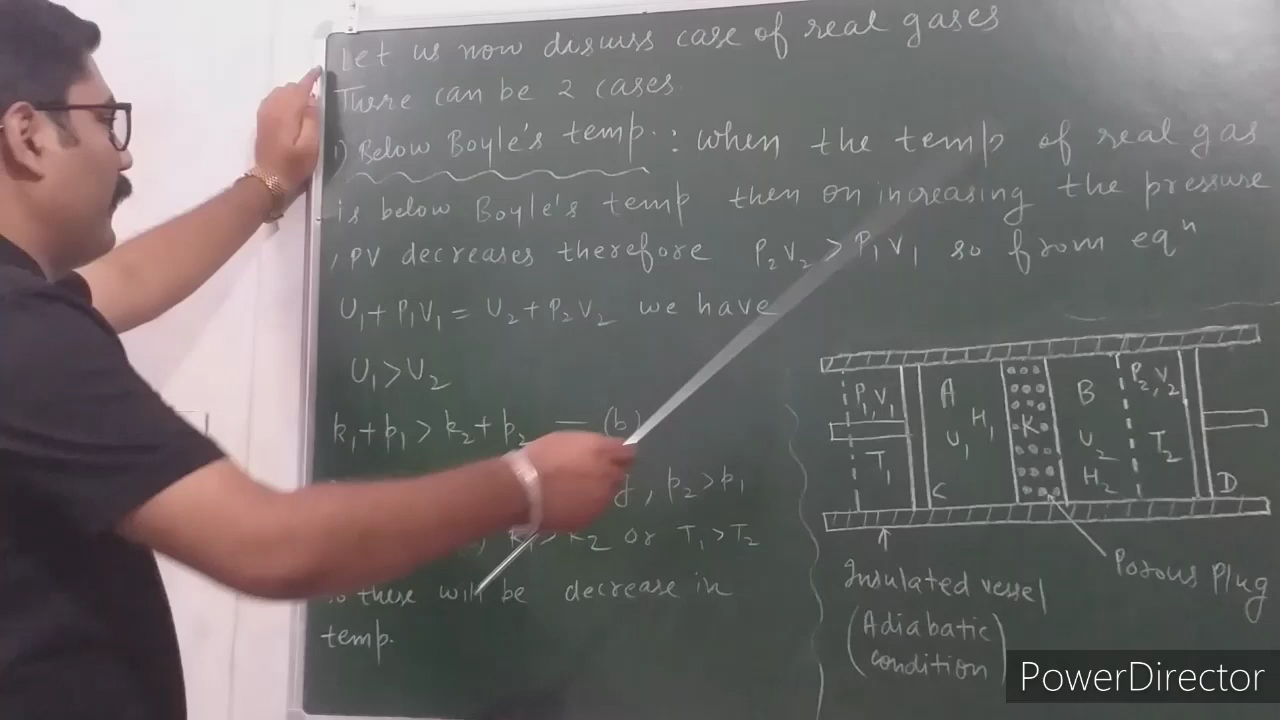 Let us now discuss case of real gases
There can be 2 cases.
1) Below Boyle's temp. : when the temp of real gas
is below Boyle's temp then on increasing the pressure
, PV decreases therefore P₂V₂ > P₁V₁ so from eqⁿ
U₁ + P₁V₁ = U₂ + P₂V₂ we have
U₁ > U₂
k₁ + p₁ > k₂ + p₂ — (b)
, p₂ > p₁
k₂ or T₁ > T₂
so there will be decrease in
temp.
P₁V₁
T₁
A
H₁
U₁
C
K
B
U₂
H₂
P₂V₂
T₂
D
Insulated vessel
(Adiabatic
condition)
Porous Plug
PowerDirector